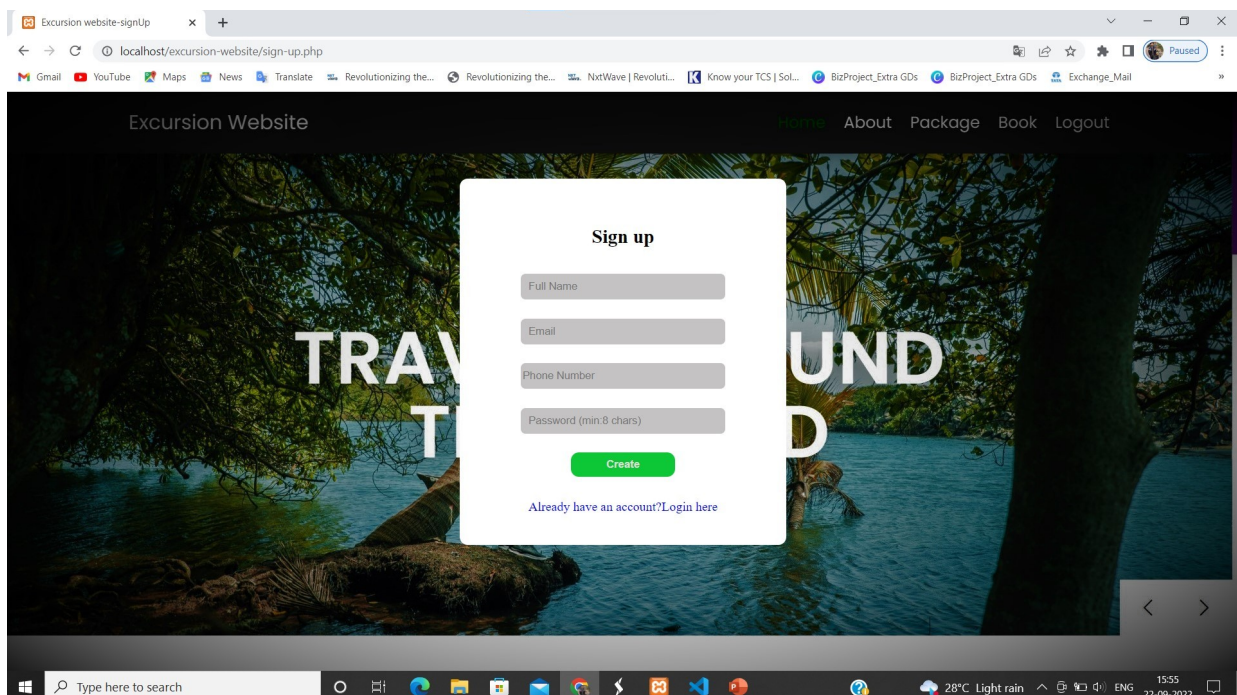 Excursion website-signUp
localhost/excursion-website/sign-up.php
Paused
Gmail YouTube Maps News Translate Revolutionizing the... Revolutionizing the... NxtWave | Revoluti... Know your TCS | Sol... BizProject_Extra GDs BizProject_Extra GDs Exchange_Mail »
Excursion Website Home About Package Book Logout
Sign up
Full Name
Email
TRAV UND
Phone Number
Password (min:8 chars)
T D
Create
Already have an account?Login here
Type here to search 28°C Light rain ENG 15:55
22-09-2022